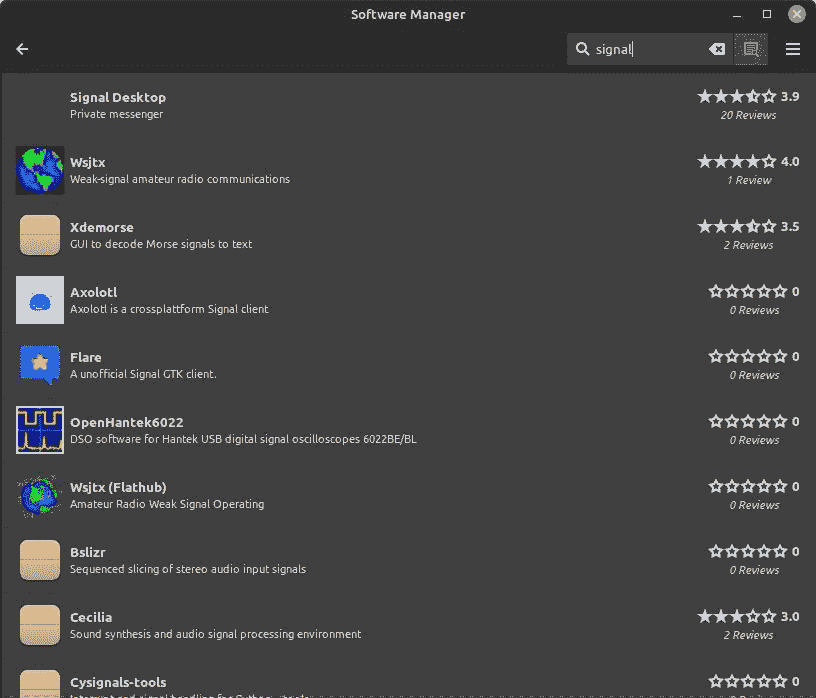 Software Manager
signal
Signal Desktop
Private messenger
3.9
20 Reviews
Wsjtx
Weak-signal amateur radio communications
4.0
1 Review
Xdemorse
GUI to decode Morse signals to text
3.5
2 Reviews
Axolotl
Axolotl is a crossplattform Signal client
0
0 Reviews
Flare
A unofficial Signal GTK client.
0
0 Reviews
OpenHantek6022
DSO software for Hantek USB digital signal oscilloscopes 6022BE/BL
0
0 Reviews
Wsjtx (Flathub)
Amateur Radio Weak Signal Operating
0
0 Reviews
Bslizr
Sequenced slicing of stereo audio input signals
0
0 Reviews
Cecilia
Sound synthesis and audio signal processing environment
3.0
2 Reviews
Cysignals-tools
0